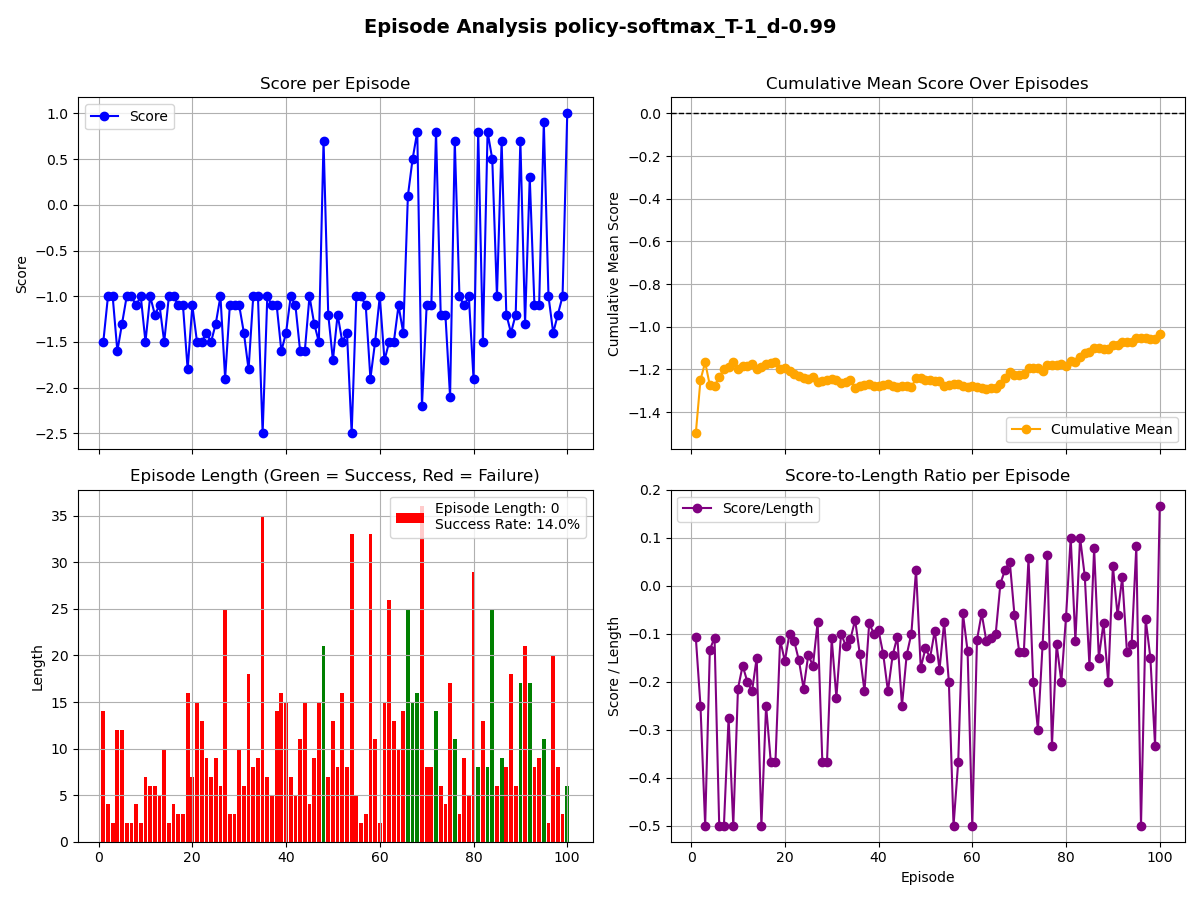 Episode Analysis policy-softmax_T-1_d-0.99
Score per Episode
Score
1.0
0.5
0.0
−0.5
−1.0
−1.5
−2.0
−2.5
Score
Cumulative Mean Score Over Episodes
0.0
−0.2
−0.4
−0.6
−0.8
−1.0
−1.2
−1.4
Cumulative Mean Score
Cumulative Mean
Episode Length (Green = Success, Red = Failure)
Episode Length: 0
Success Rate: 14.0%
35
30
25
20
15
10
5
0
Length
0 20 40 60 80 100
Score-to-Length Ratio per Episode
Score/Length
0.2
0.1
0.0
−0.1
−0.2
−0.3
−0.4
−0.5
Score / Length
0 20 40 60 80 100
Episode